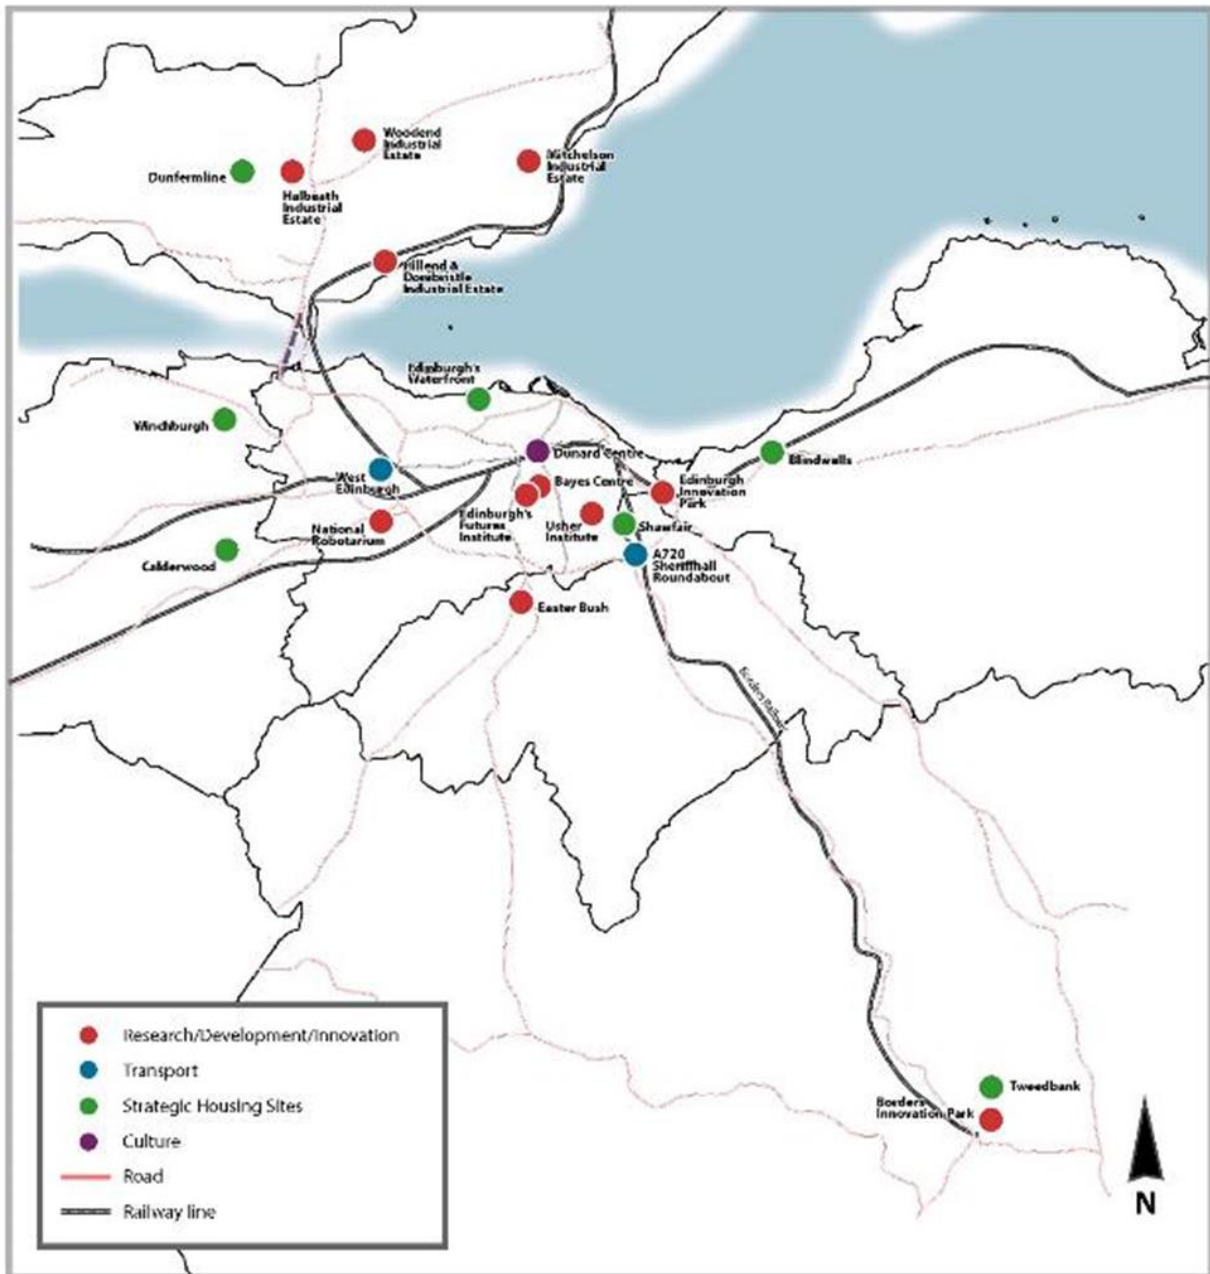 Woodend
Industrial
Estate
Mitchelson
Industrial
Estate
Dunfermline
Halbeath
Industrial
Estate
Hillend &
Donibristle
Industrial Estate
Edinburgh's
Waterfront
Winchburgh
Dunard Centre
Blindwells
West
Edinburgh
Bayes Centre
Edinburgh
Innovation
Park
National
Robotarium
Edinburgh's
Futures
Institute
Usher
Institute
Shawfair
Calderwood
A720
Sheriffhall
Roundabout
Easter Bush
Borders Railway
Tweedbank
Borders
Innovation Park
Research/Development/Innovation
Transport
Strategic Housing Sites
Culture
Road
Railway line
N